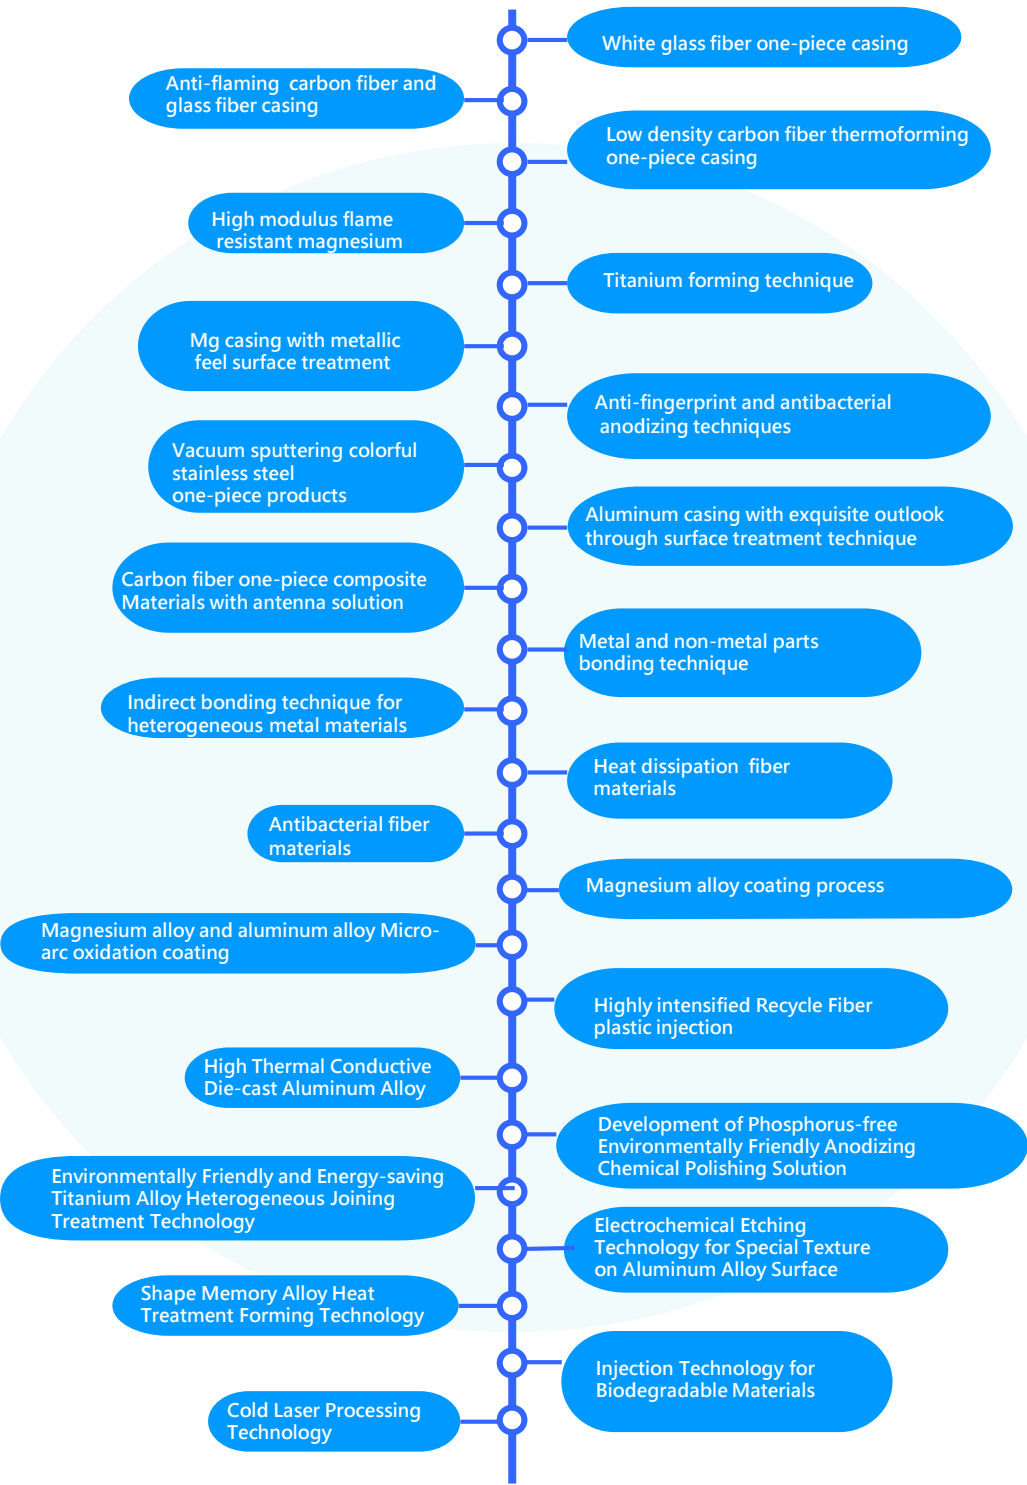 White glass fiber one-piece casing
Anti-flaming carbon fiber and
glass fiber casing
Low density carbon fiber thermoforming
one-piece casing
High modulus flame
resistant magnesium
Titanium forming technique
Mg casing with metallic
feel surface treatment
Anti-fingerprint and antibacterial
anodizing techniques
Vacuum sputtering colorful
stainless steel
one-piece products
Aluminum casing with exquisite outlook
through surface treatment technique
Carbon fiber one-piece composite
Materials with antenna solution
Metal and non-metal parts
bonding technique
Indirect bonding technique for
heterogeneous metal materials
Heat dissipation fiber
materials
Antibacterial fiber
materials
Magnesium alloy coating process
Magnesium alloy and aluminum alloy Micro-
arc oxidation coating
Highly intensified Recycle Fiber
plastic injection
High Thermal Conductive
Die-cast Aluminum Alloy
Development of Phosphorus-free
Environmentally Friendly Anodizing
Chemical Polishing Solution
Environmentally Friendly and Energy-saving
Titanium Alloy Heterogeneous Joining
Treatment Technology
Electrochemical Etching
Technology for Special Texture
on Aluminum Alloy Surface
Shape Memory Alloy Heat
Treatment Forming Technology
Injection Technology for
Biodegradable Materials
Cold Laser Processing
Technology